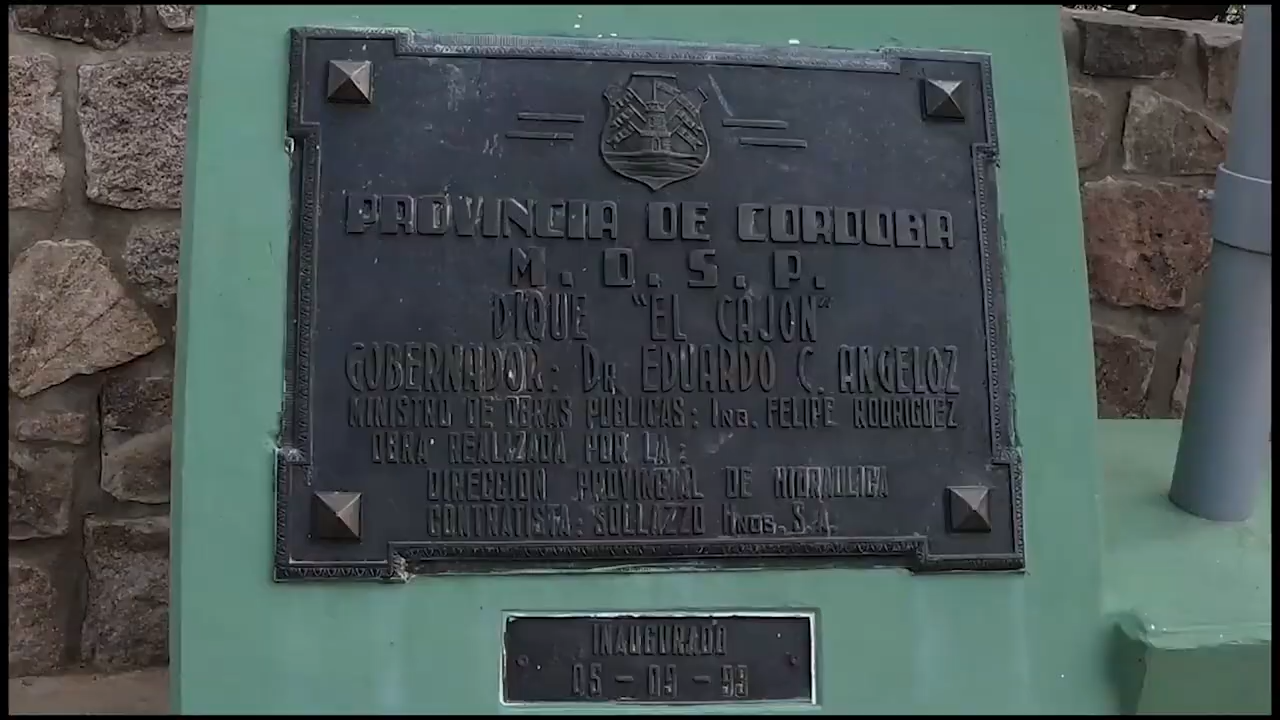 PROVINCIA DE CORDOBA
M. O. S. P.
DIQUE "EL CAJON"
GOBERNADOR: DR. EDUARDO C. ANGELOZ
MINISTRO DE OBRAS PUBLICAS: ING. FELIPE RODRIGUEZ
OBRA REALIZADA POR LA:
DIRECCION PROVINCIAL DE HIDRAULICA
CONTRATISTA: SOLLAZZO HNOS. S.A.
INAUGURADO
05-09-93